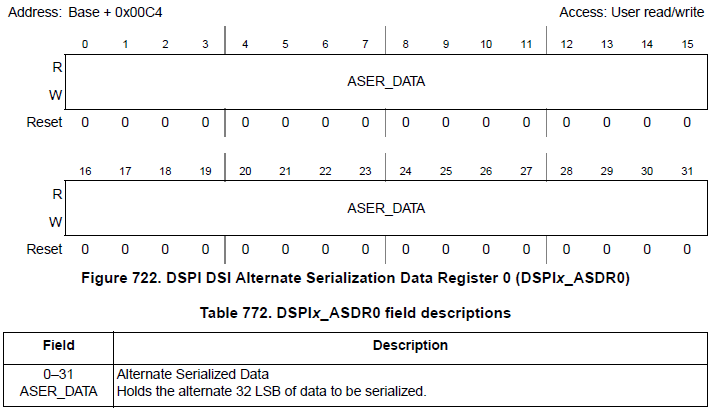 Address: Base + 0x00C4 Access: User read/write
0 1 2 3 4 5 6 7 8 9 10 11 12 13 14 15
R
ASER_DATA
W
Reset 0 0 0 0 0 0 0 0 0 0 0 0 0 0 0 0
16 17 18 19 20 21 22 23 24 25 26 27 28 29 30 31
R
ASER_DATA
W
Reset 0 0 0 0 0 0 0 0 0 0 0 0 0 0 0 0
Figure 722. DSPI DSI Alternate Serialization Data Register 0 (DSPIx_ASDR0)
Table 772. DSPIx_ASDR0 field descriptions
Field Description
0–31 Alternate Serialized Data
ASER_DATA Holds the alternate 32 LSB of data to be serialized.